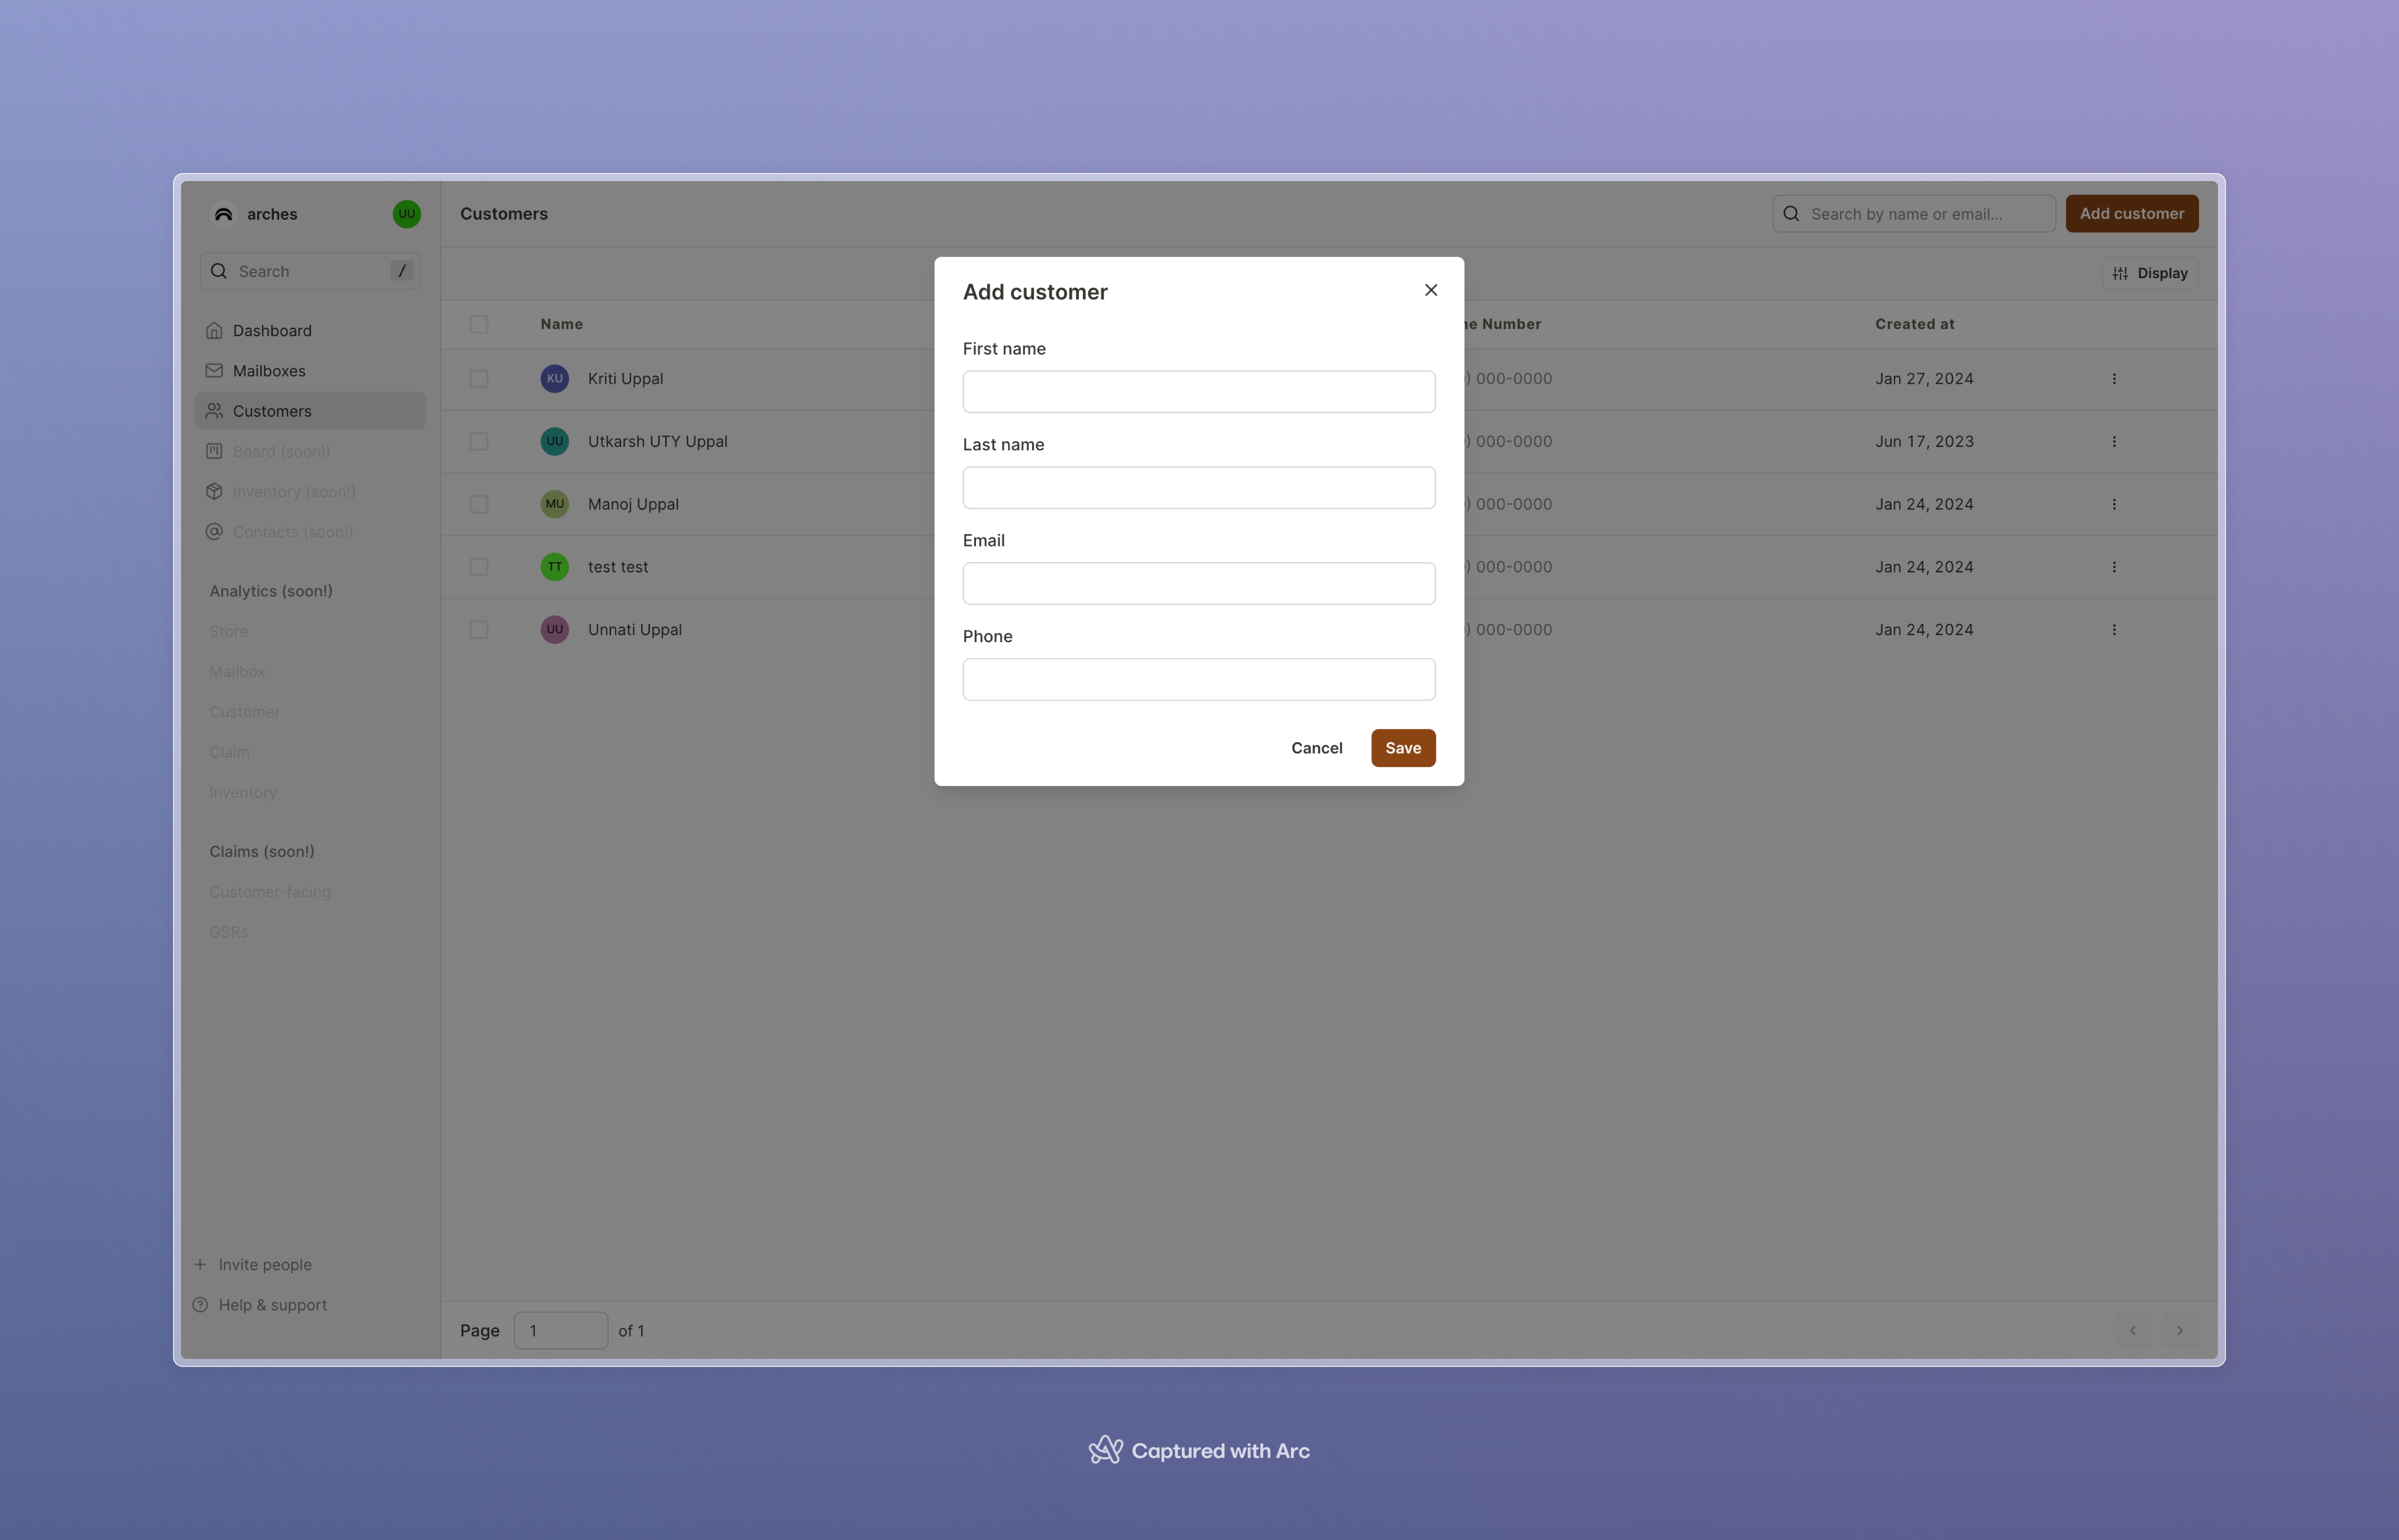 arches
UU
Search
/
Dashboard
Mailboxes
Customers
Board (soon!)
Inventory (soon!)
Contacts (soon!)
Analytics (soon!)
Store
Mailbox
Customer
Claim
Inventory
Claims (soon!)
Customer-facing
GSRs
Invite people
Help & support
Customers
Search by name or email...
Add customer
Display
Name
Number
Created at
KU Kriti Uppal
) 000-0000
Jan 27, 2024
UU Utkarsh UTY Uppal
) 000-0000
Jun 17, 2023
MU Manoj Uppal
) 000-0000
Jan 24, 2024
TT test test
) 000-0000
Jan 24, 2024
UU Unnati Uppal
) 000-0000
Jan 24, 2024
Add customer
First name
Last name
Email
Phone
Cancel
Save
Page 1 of 1
Captured with Arc